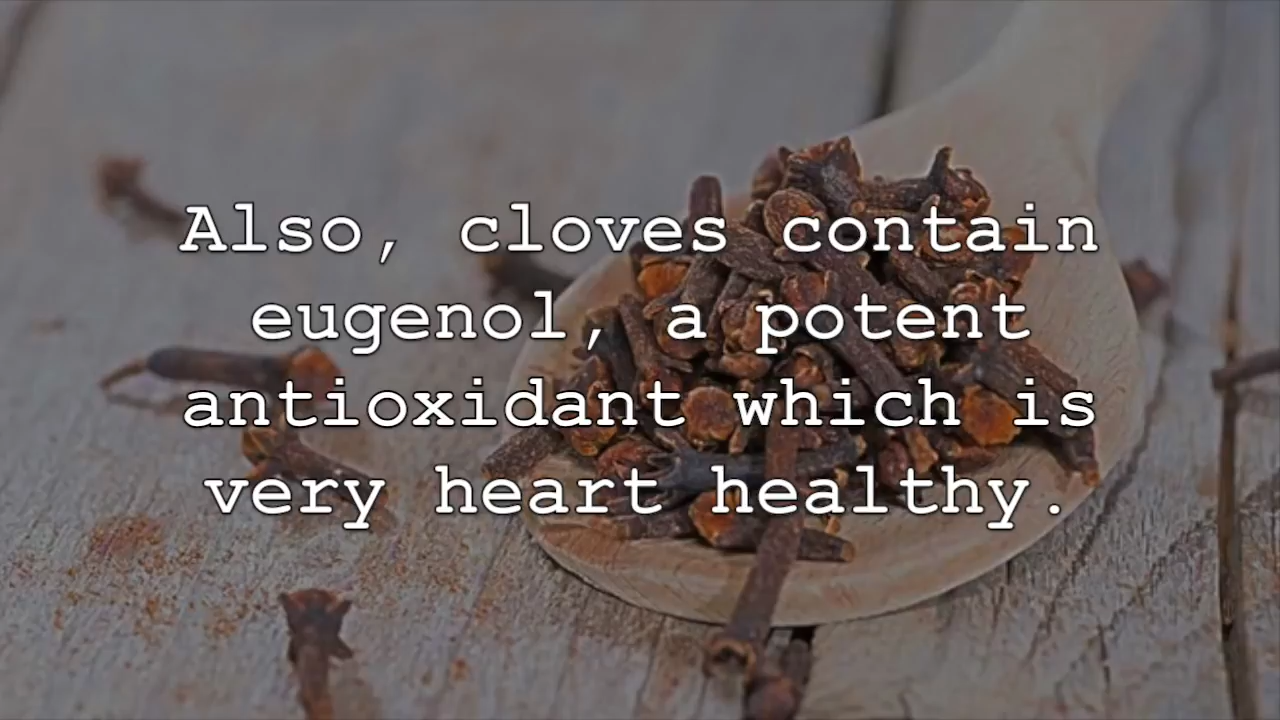 Also, cloves contain
eugenol, a potent
antioxidant which is
very heart healthy.